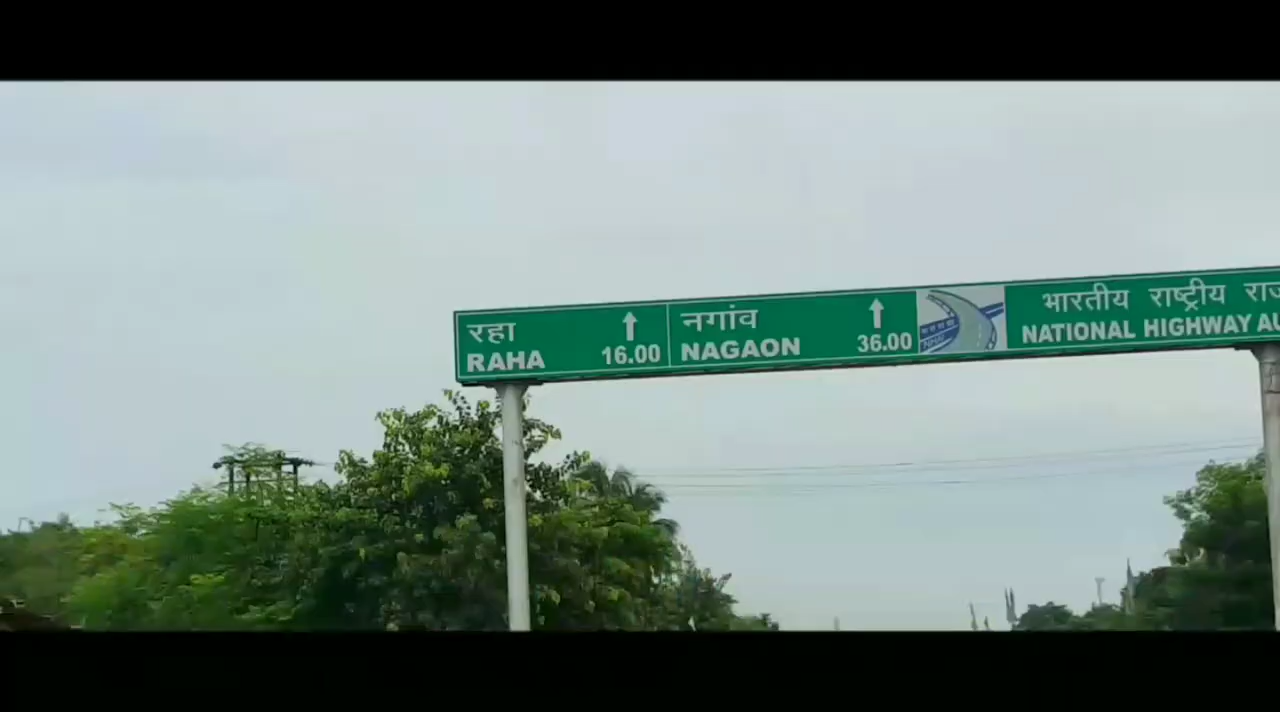 रहा
RAHA 16.00
नगांव
NAGAON 36.00
भारतीय राष्ट्रीय
NATIONAL HIGHWAY